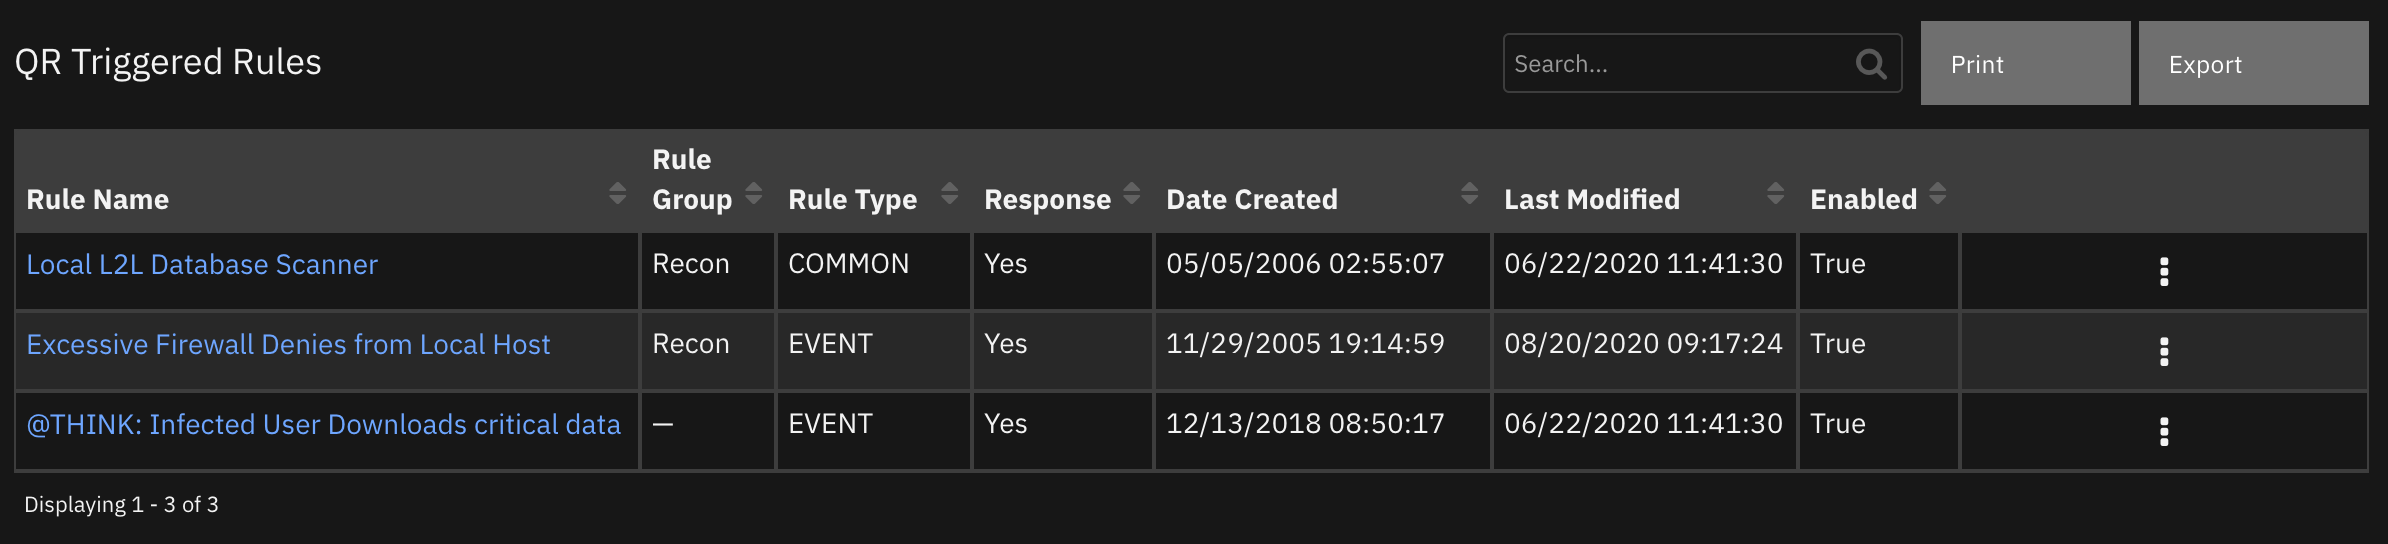 QR Triggered Rules
Search...
Print
Export
Rule Name
Rule Group
Rule Type
Response
Date Created
Last Modified
Enabled
Local L2L Database Scanner Recon COMMON Yes 05/05/2006 02:55:07 06/22/2020 11:41:30 True
Excessive Firewall Denies from Local Host Recon EVENT Yes 11/29/2005 19:14:59 08/20/2020 09:17:24 True
@THINK: Infected User Downloads critical data — EVENT Yes 12/13/2018 08:50:17 06/22/2020 11:41:30 True
Displaying 1 - 3 of 3